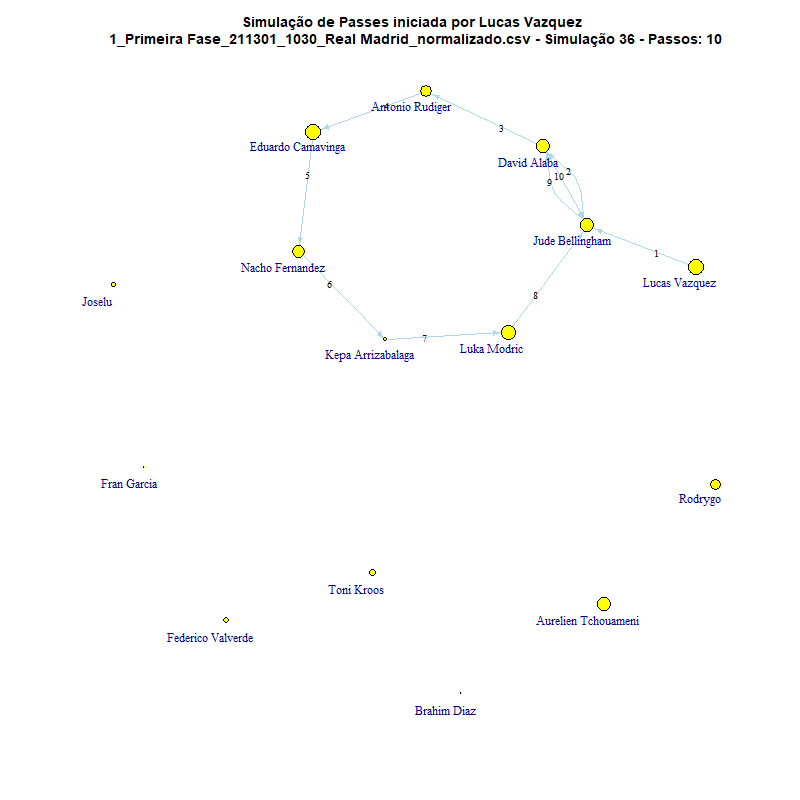 Simulação de Passes iniciada por Lucas Vazquez
1_Primeira Fase_211301_1030_Real Madrid_normalizado.csv - Simulação 36 - Passos: 10
Antonio Rudiger
4
3
Eduardo Camavinga
David Alaba
5
9
10
2
Jude Bellingham
1
Nacho Fernandez
Lucas Vazquez
6
8
Joselu
7
Kepa Arrizabalaga
Luka Modric
Fran Garcia
Rodrygo
Toni Kroos
Aurelien Tchouameni
Federico Valverde
Brahim Diaz